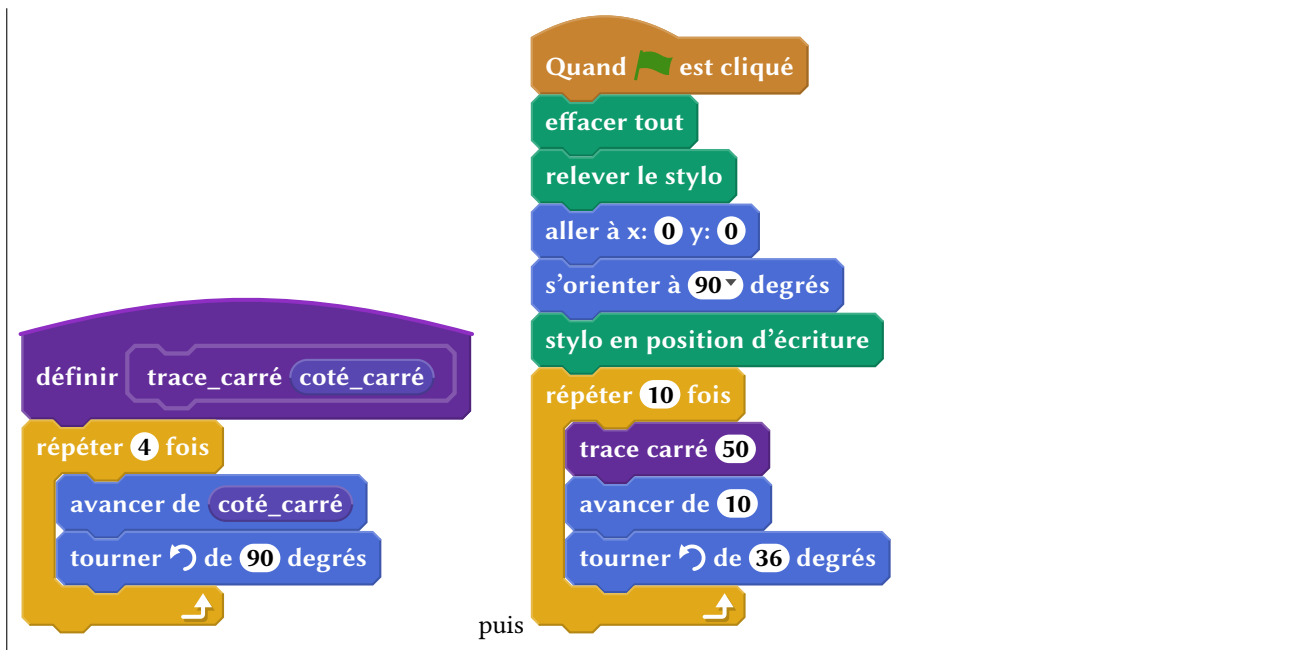 définir trace_carré coté_carré
répéter 4 fois
avancer de coté_carré
tourner de 90 degrés
puis
Quand est cliqué
effacer tout
relever le stylo
aller à x: 0 y: 0
s’orienter à 90 degrés
stylo en position d’écriture
répéter 10 fois
trace carré 50
avancer de 10
tourner de 36 degrés